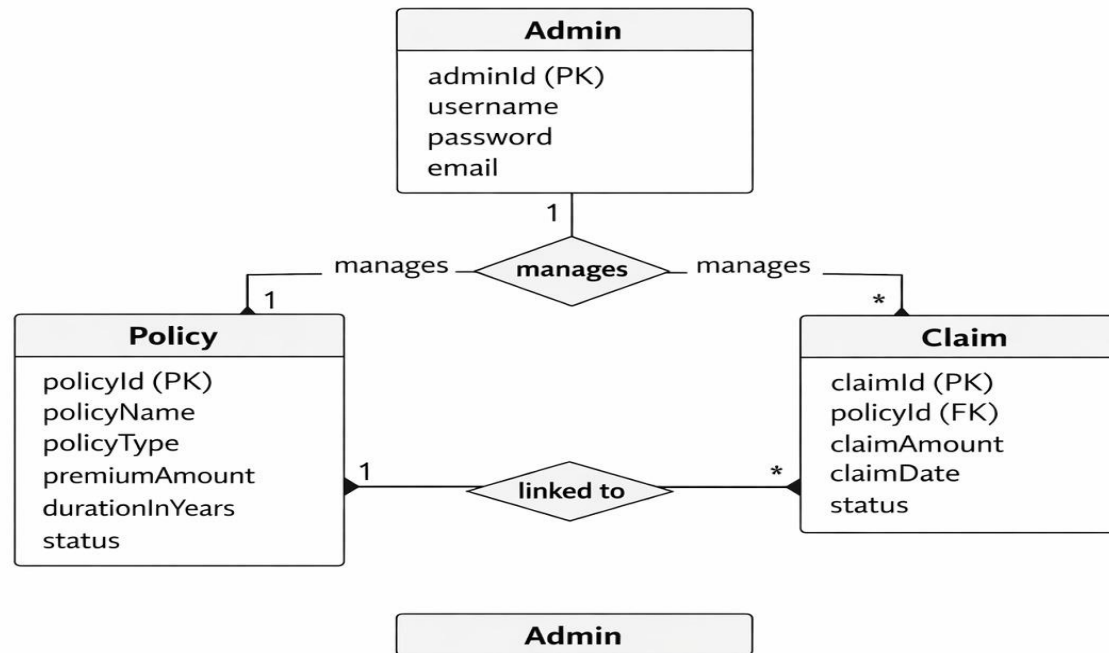 Admin
adminId (PK)
username
password
email
1
manages
manages
manages
1
*
Policy
policyId (PK)
policyName
policyType
premiumAmount
durationInYears
status
Claim
claimId (PK)
policyId (FK)
claimAmount
claimDate
status
1
linked to
*
Admin